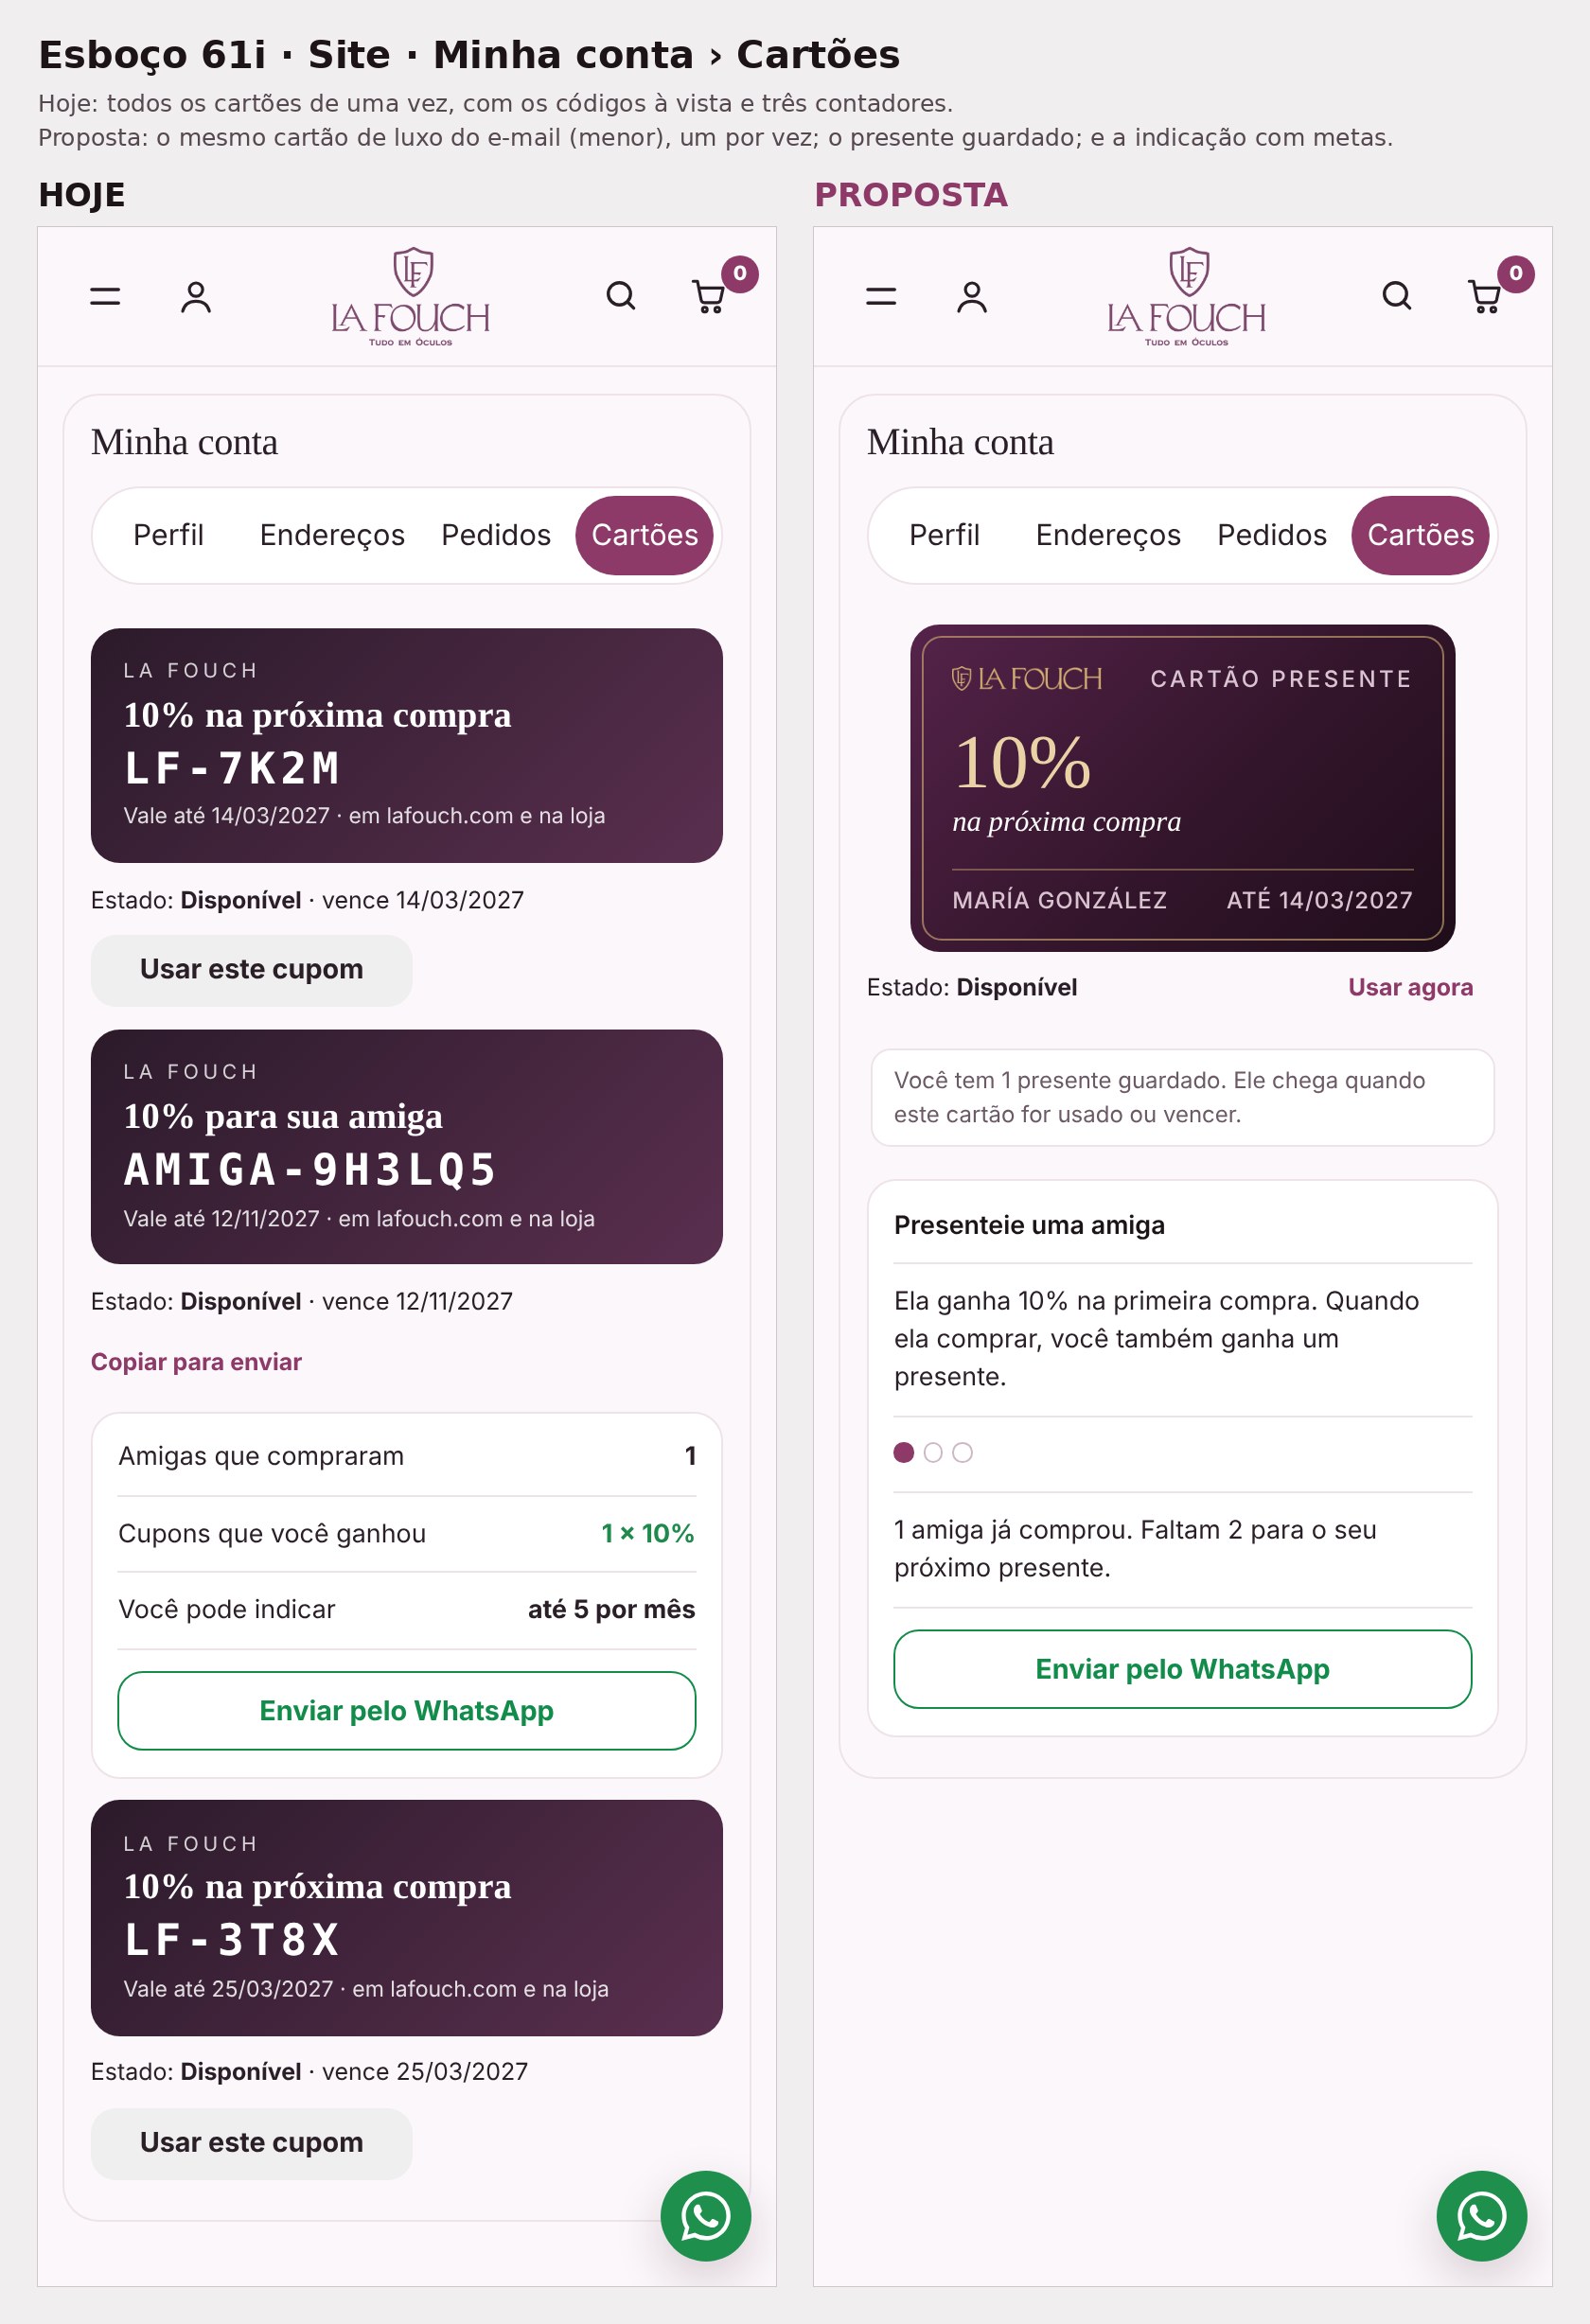 Esboço 61i · Site · Minha conta › Cartões
Hoje: todos os cartões de uma vez, com os códigos à vista e três contadores.
Proposta: o mesmo cartão de luxo do e-mail (menor), um por vez; o presente guardado; e a indicação com metas.
HOJE
LF
LA FOUCH
TUDO EM ÓCULOS
0
Minha conta
Perfil Endereços Pedidos Cartões
LA FOUCH
10% na próxima compra
LF-7K2M
Vale até 14/03/2027 · em lafouch.com e na loja
Estado: Disponível · vence 14/03/2027
Usar este cupom
LA FOUCH
10% para sua amiga
AMIGA-9H3LQ5
Vale até 12/11/2027 · em lafouch.com e na loja
Estado: Disponível · vence 12/11/2027
Copiar para enviar
Amigas que compraram 1
Cupons que você ganhou 1 × 10%
Você pode indicar até 5 por mês
Enviar pelo WhatsApp
LA FOUCH
10% na próxima compra
LF-3T8X
Vale até 25/03/2027 · em lafouch.com e na loja
Estado: Disponível · vence 25/03/2027
Usar este cupom
PROPOSTA
LF
LA FOUCH
TUDO EM ÓCULOS
0
Minha conta
Perfil Endereços Pedidos Cartões
LF LA FOUCH CARTÃO PRESENTE
10%
na próxima compra
MARÍA GONZÁLEZ ATÉ 14/03/2027
Estado: Disponível Usar agora
Você tem 1 presente guardado. Ele chega quando
este cartão for usado ou vencer.
Presenteie uma amiga
Ela ganha 10% na primeira compra. Quando
ela comprar, você também ganha um
presente.
1 amiga já comprou. Faltam 2 para o seu
próximo presente.
Enviar pelo WhatsApp